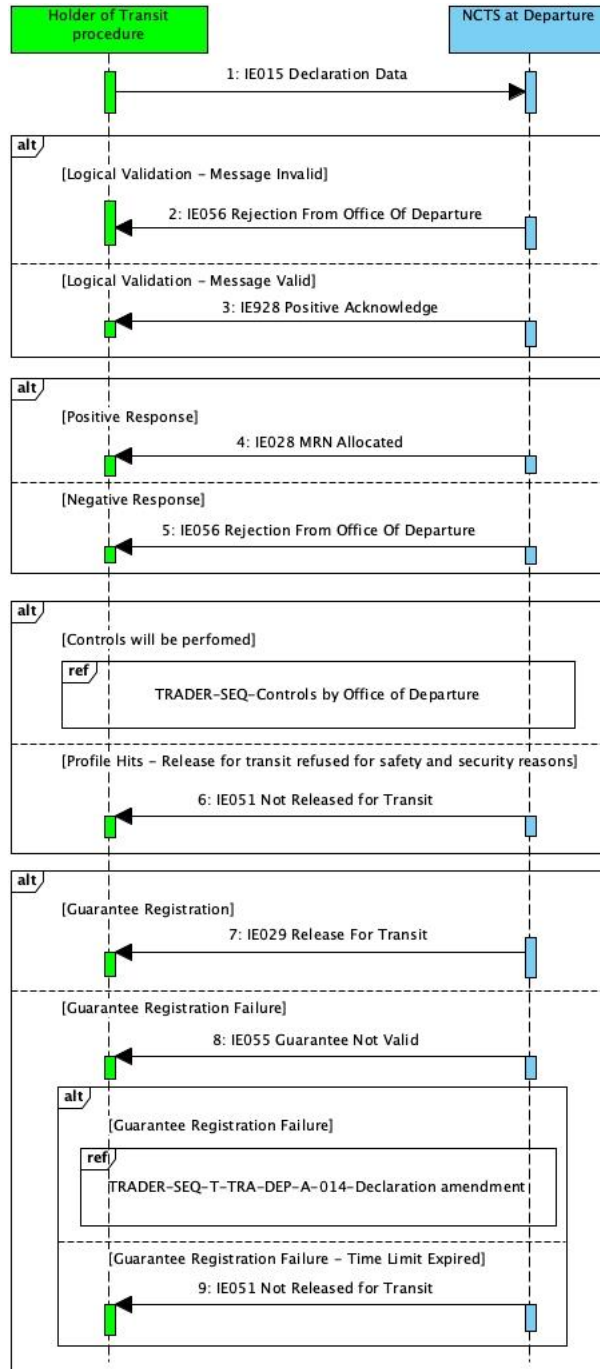 Holder of Transit
procedure
NCTS at Departure
1: IE015 Declaration Data
alt
[Logical Validation – Message Invalid]
2: IE056 Rejection From Office Of Departure
[Logical Validation – Message Valid]
3: IE928 Positive Acknowledge
alt
[Positive Response]
4: IE028 MRN Allocated
[Negative Response]
5: IE056 Rejection From Office Of Departure
alt
[Controls will be perfomed]
ref
TRADER-SEQ-Controls by Office of Departure
[Profile Hits – Release for transit refused for safety and security reasons]
6: IE051 Not Released for Transit
alt
[Guarantee Registration]
7: IE029 Release For Transit
[Guarantee Registration Failure]
8: IE055 Guarantee Not Valid
alt
[Guarantee Registration Failure]
ref
TRADER-SEQ-T-TRA-DEP-A-014-Declaration amendment
[Guarantee Registration Failure – Time Limit Expired]
9: IE051 Not Released for Transit